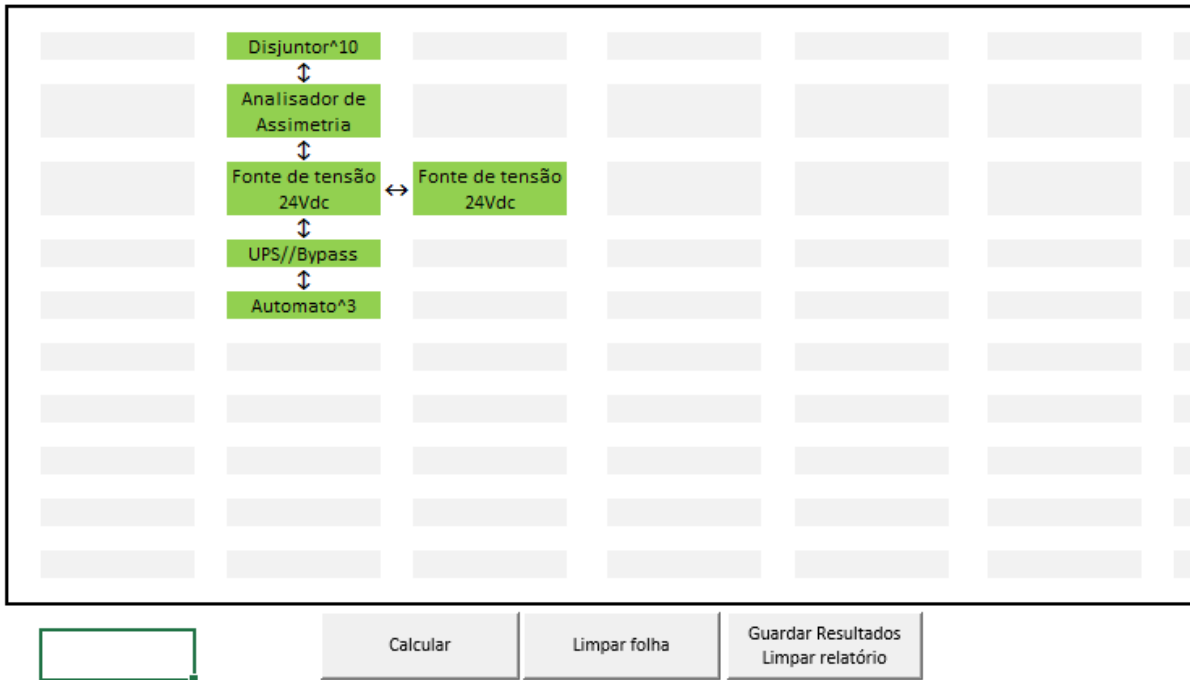 Disjuntor^10
↕
Analisador de
Assimetria
↕
Fonte de tensão
24Vdc
↔
Fonte de tensão
24Vdc
↕
UPS//Bypass
↕
Automato^3
Calcular
Limpar folha
Guardar Resultados
Limpar relatório